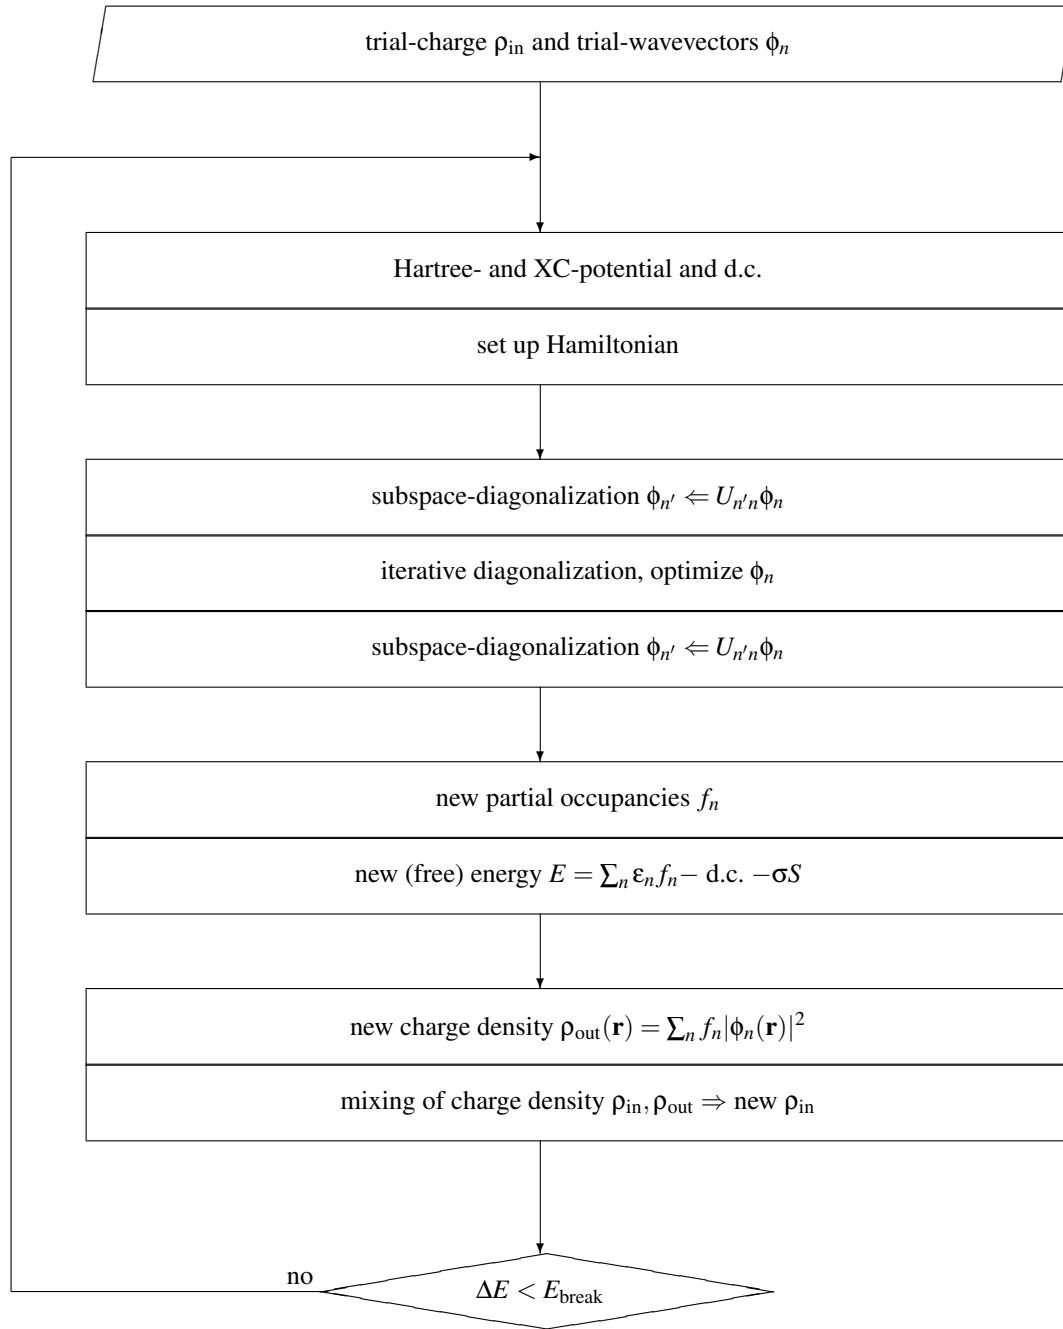 trial-charge ρin and trial-wavevectors ϕn
Hartree- and XC-potential and d.c.
set up Hamiltonian
subspace-diagonalization ϕn′ ⇐ Un′nϕn
iterative diagonalization, optimize ϕn
subspace-diagonalization ϕn′ ⇐ Un′nϕn
new partial occupancies fn
new (free) energy E = ∑n εn fn − d.c. −σS
new charge density ρout(r) = ∑n fn|ϕn(r)|²
mixing of charge density ρin, ρout ⇒ new ρin
no
ΔE < Ebreak